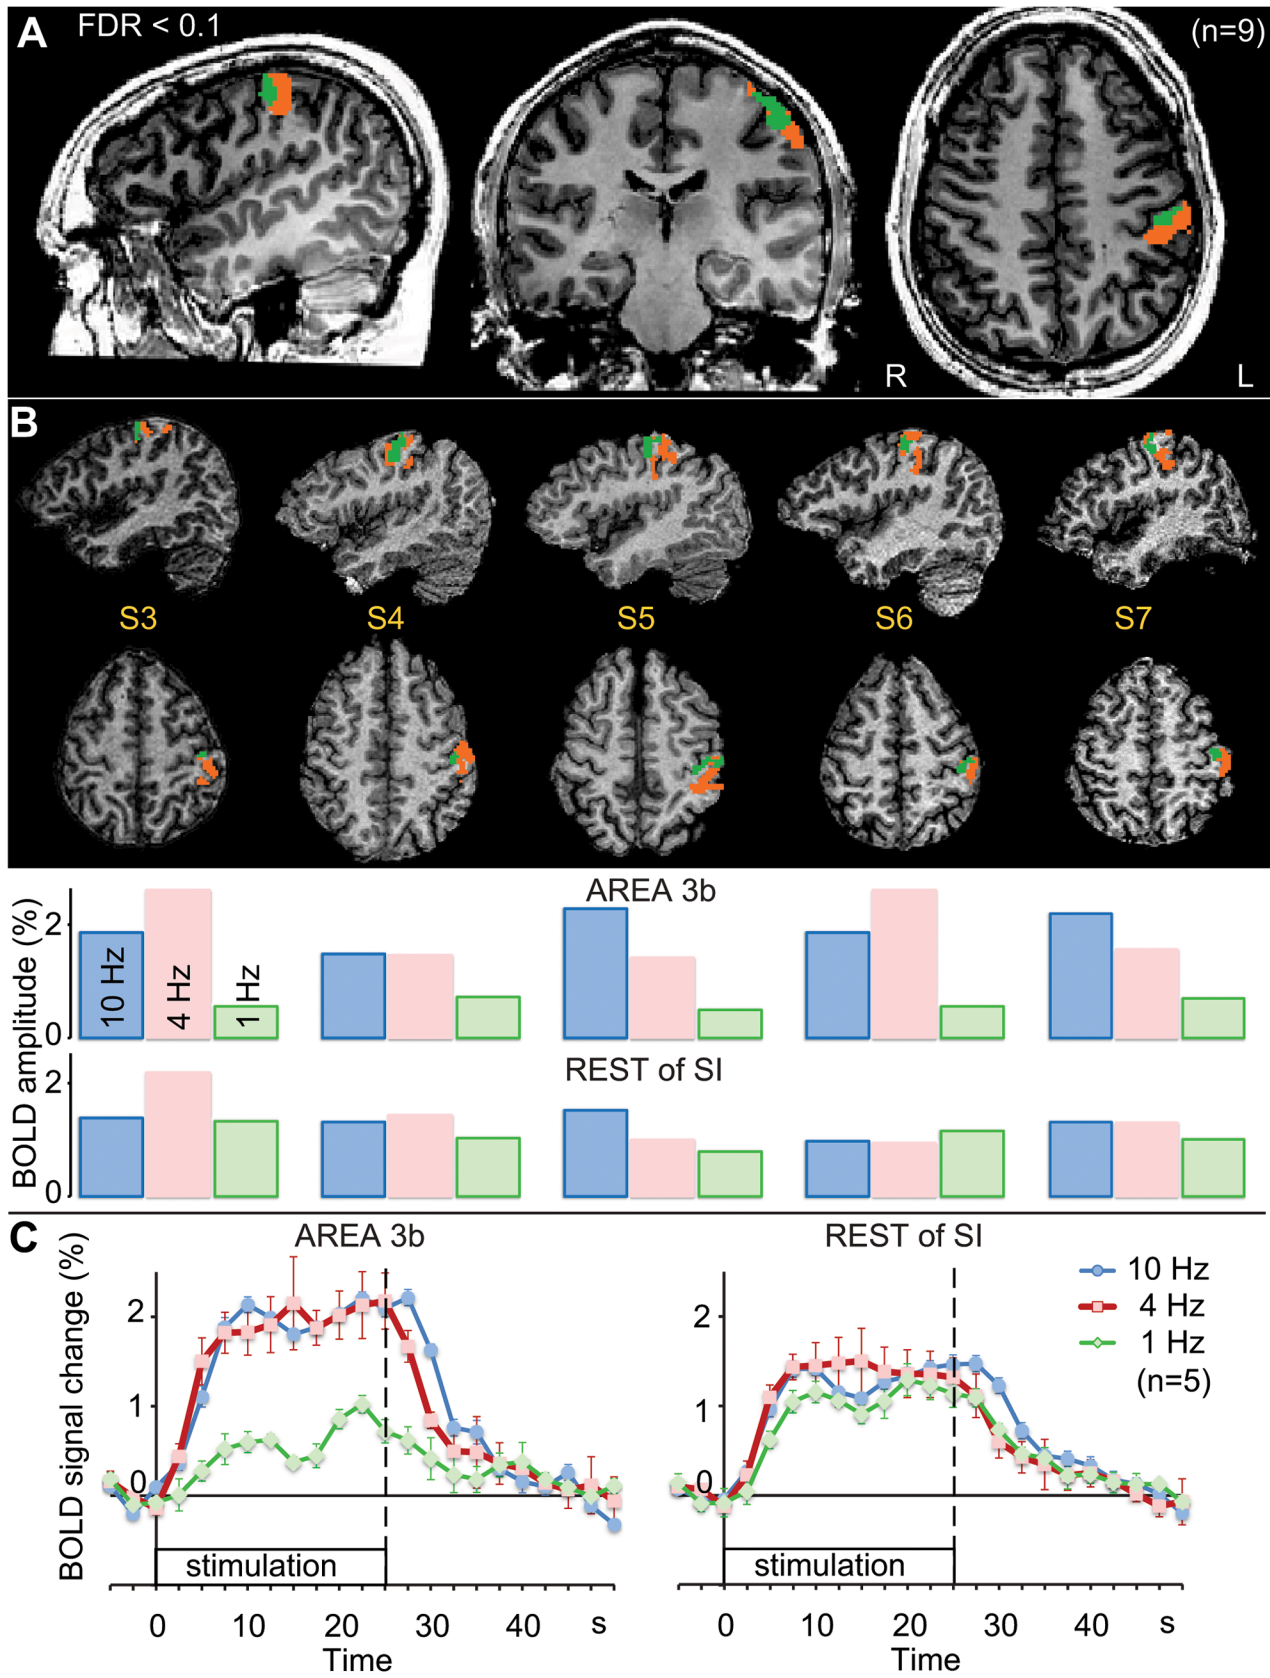 A FDR < 0.1 (n=9)
R L
B
S3 S4 S5 S6 S7
AREA 3b
BOLD amplitude (%)
2
0
10 Hz
4 Hz
1 Hz
REST of SI
2
0
C
AREA 3b REST of SI
BOLD signal change (%)
10 Hz
4 Hz
1 Hz
(n=5)
2 2
1 1
0 0
stimulation stimulation
0 10 20 30 40 s 0 10 20 30 40 s
Time Time